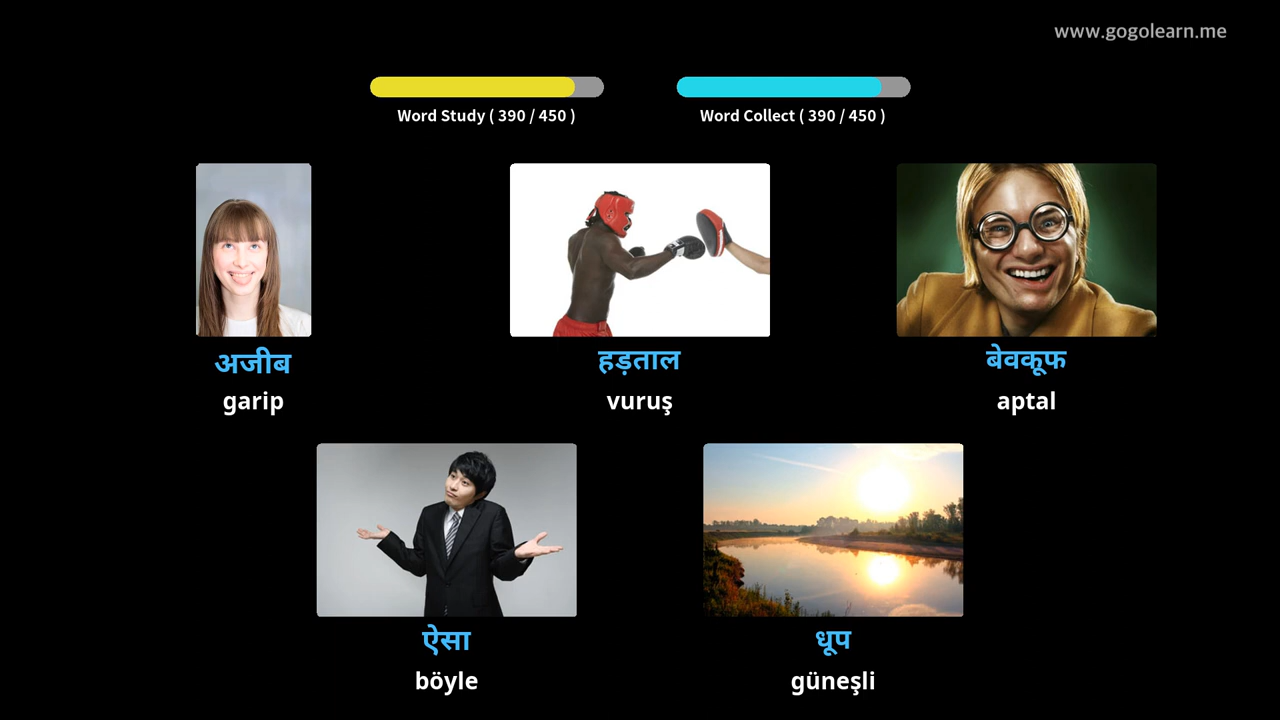 www.gogolearn.me
Word Study ( 390 / 450 )
Word Collect ( 390 / 450 )
अजीब
garip
हड़ताल
vuruş
बेवकूफ
aptal
ऐसा
böyle
धूप
güneşli